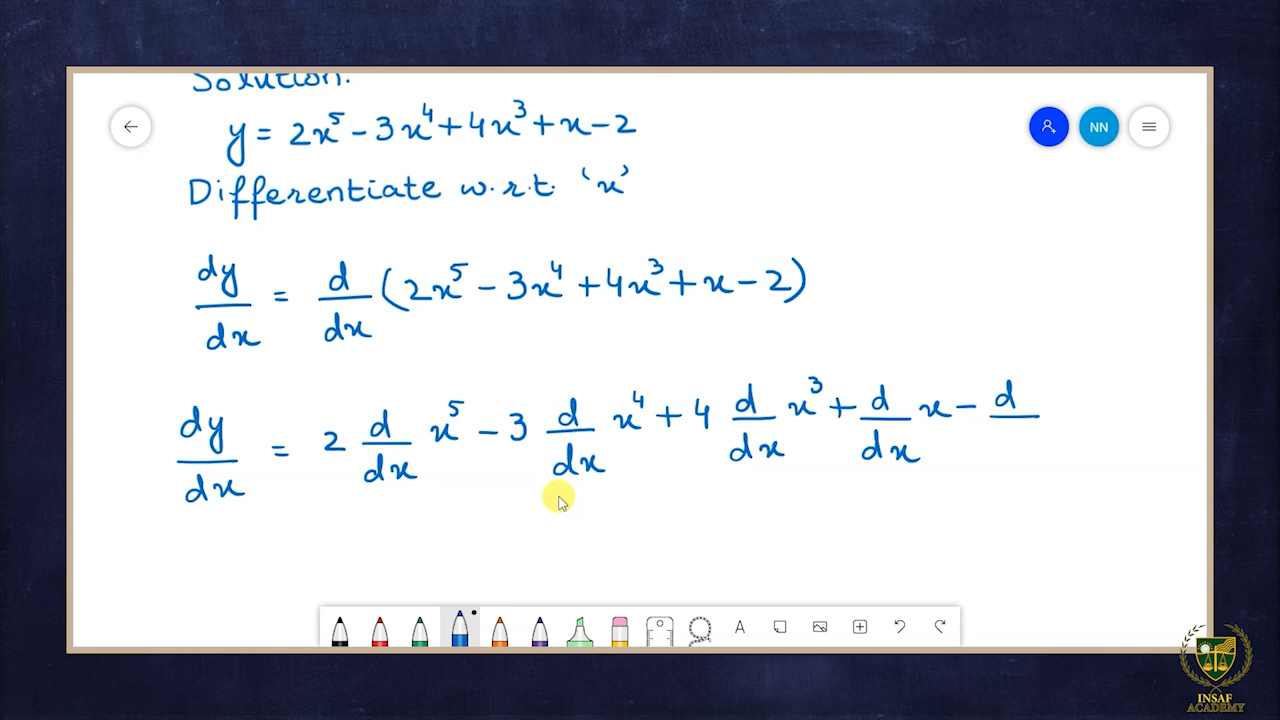 Solution.
y = 2x⁵ - 3x⁴ + 4x³ + x - 2
Differentiate w.r.t. 'x'
dy/dx = d/dx (2x⁵ - 3x⁴ + 4x³ + x - 2)
dy/dx = 2 d/dx x⁵ - 3 d/dx x⁴ + 4 d/dx x³ + d/dx x - d
NN
A
INSAF
ACADEMY